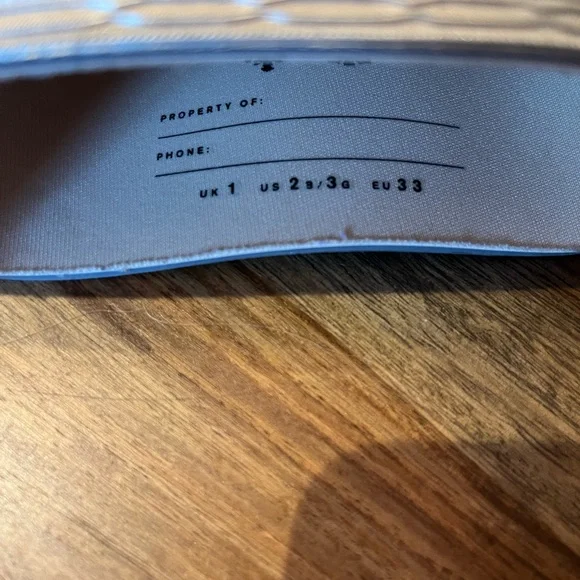 PROPERTY OF:
PHONE:
UK 1 US 2B/3G EU 33